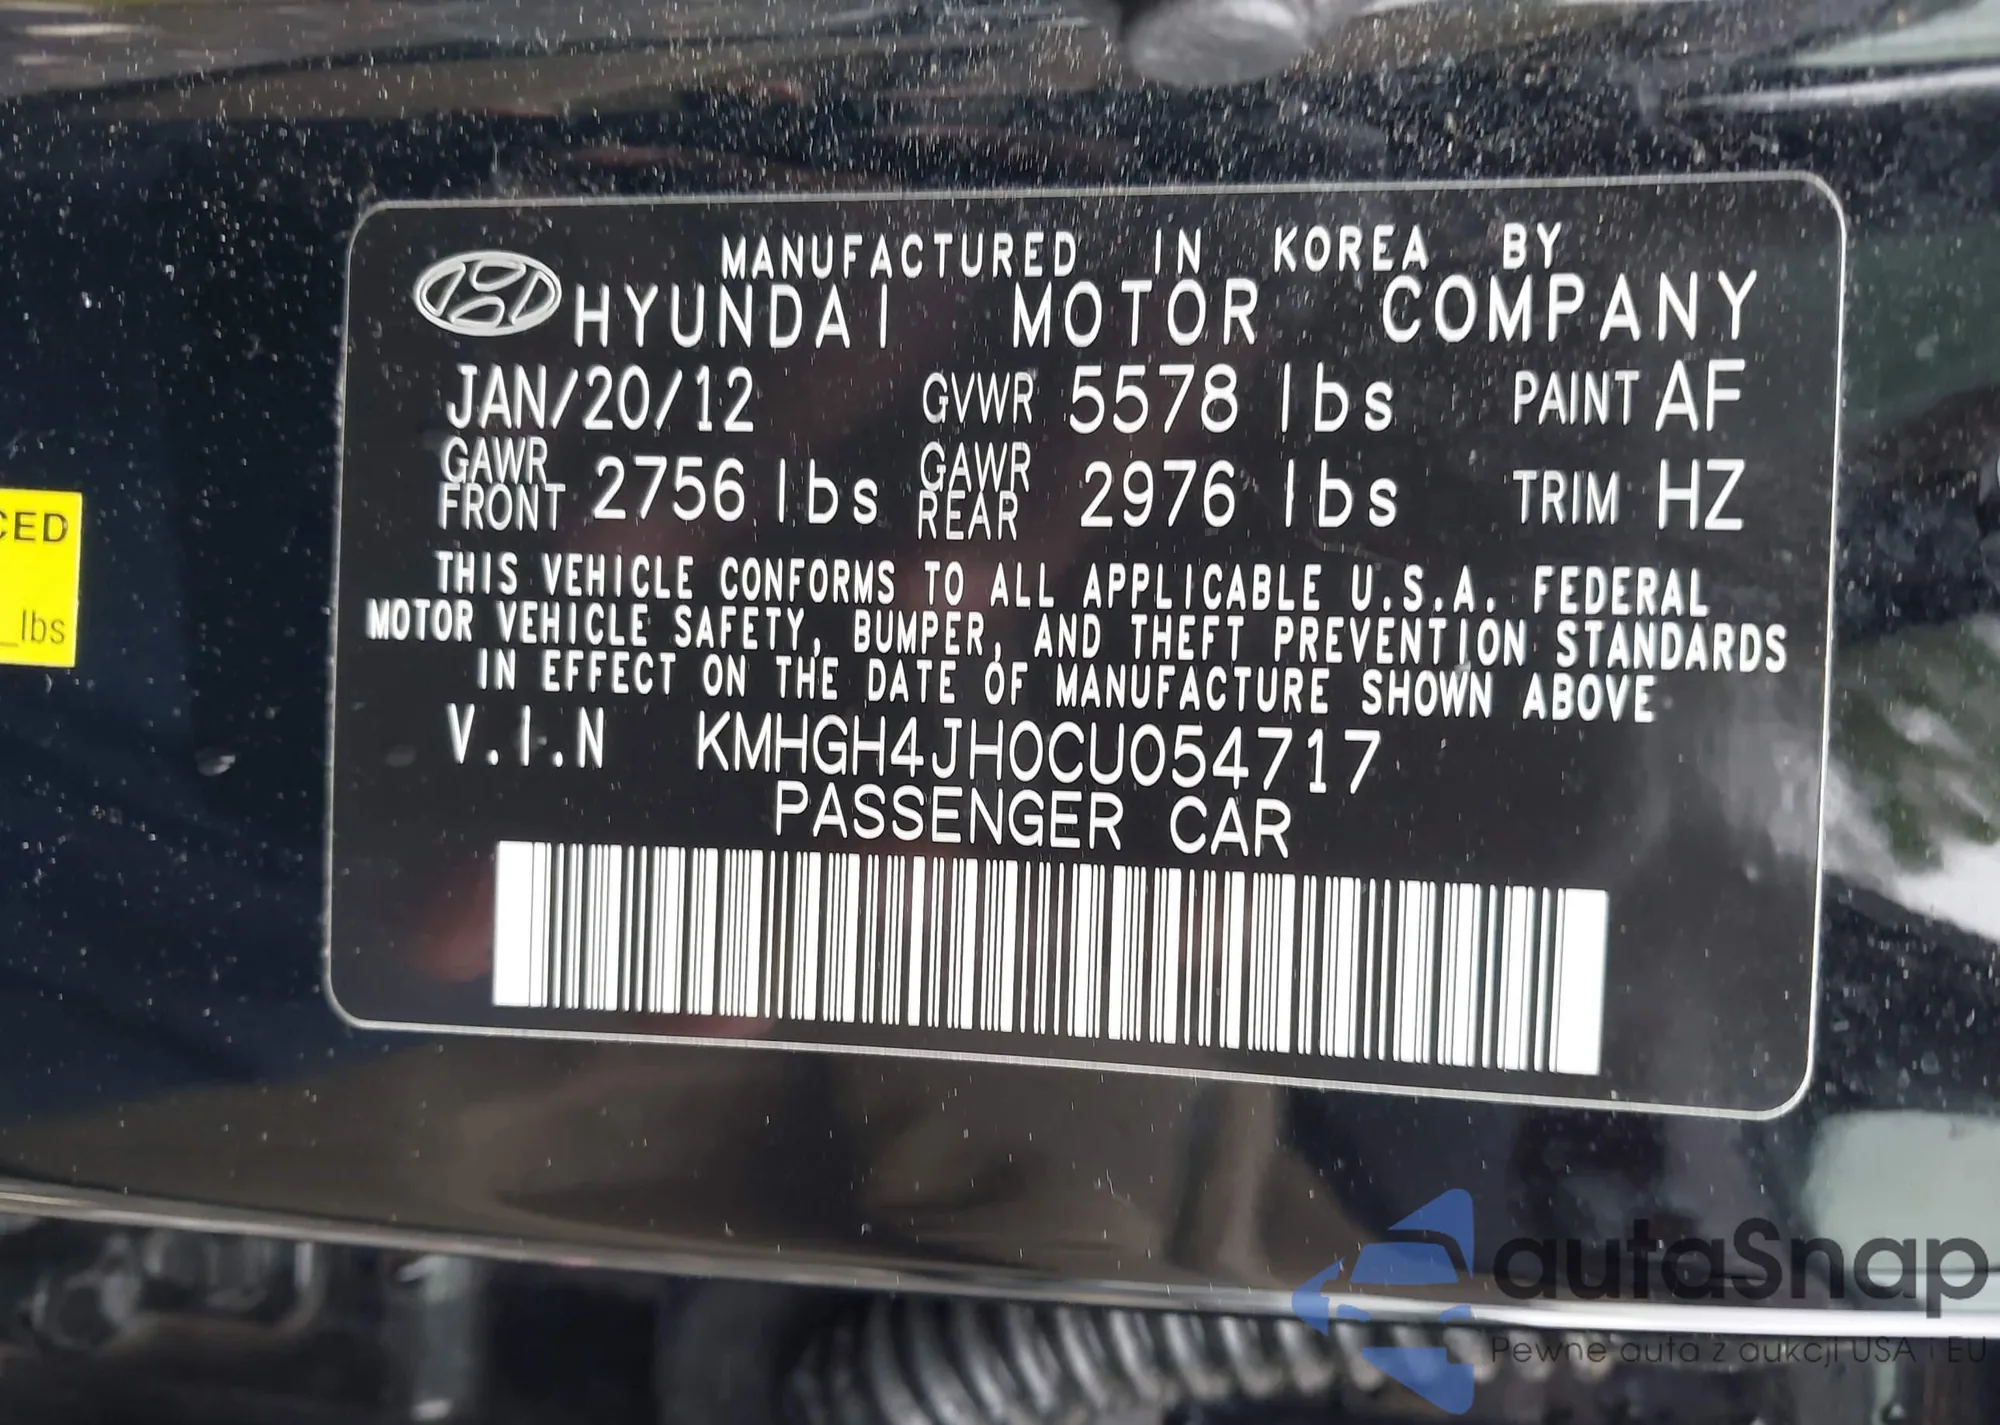 MANUFACTURED IN KOREA BY
HYUNDAI MOTOR COMPANY
JAN/20/12 GVWR 5578 lbs PAINT AF
GAWR FRONT 2756 lbs GAWR REAR 2976 lbs TRIM HZ
THIS VEHICLE CONFORMS TO ALL APPLICABLE U.S.A. FEDERAL
MOTOR VEHICLE SAFETY, BUMPER, AND THEFT PREVENTION STANDARDS
IN EFFECT ON THE DATE OF MANUFACTURE SHOWN ABOVE
V.I.N KMHGH4JH0CU054717
PASSENGER CAR
CED
_lbs
autaSnap
Pewne auta z aukcji USA i EU